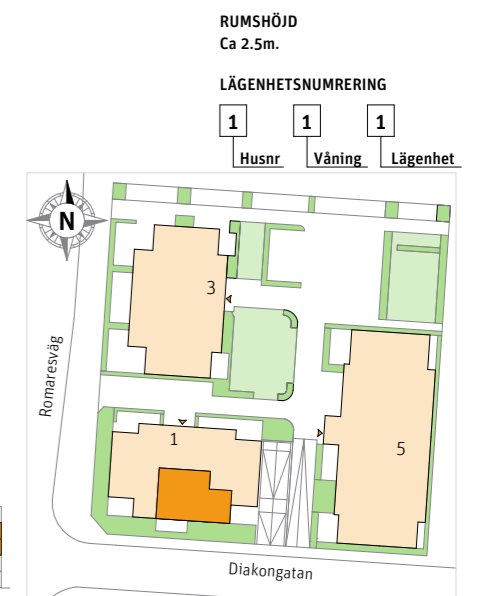 RUMSHÖJD
Ca 2.5m.
LÄGENHETSNUMRERING
1 1 1
Husnr Våning Lägenhet
N
3
Romaresväg
1
5
Diakongatan